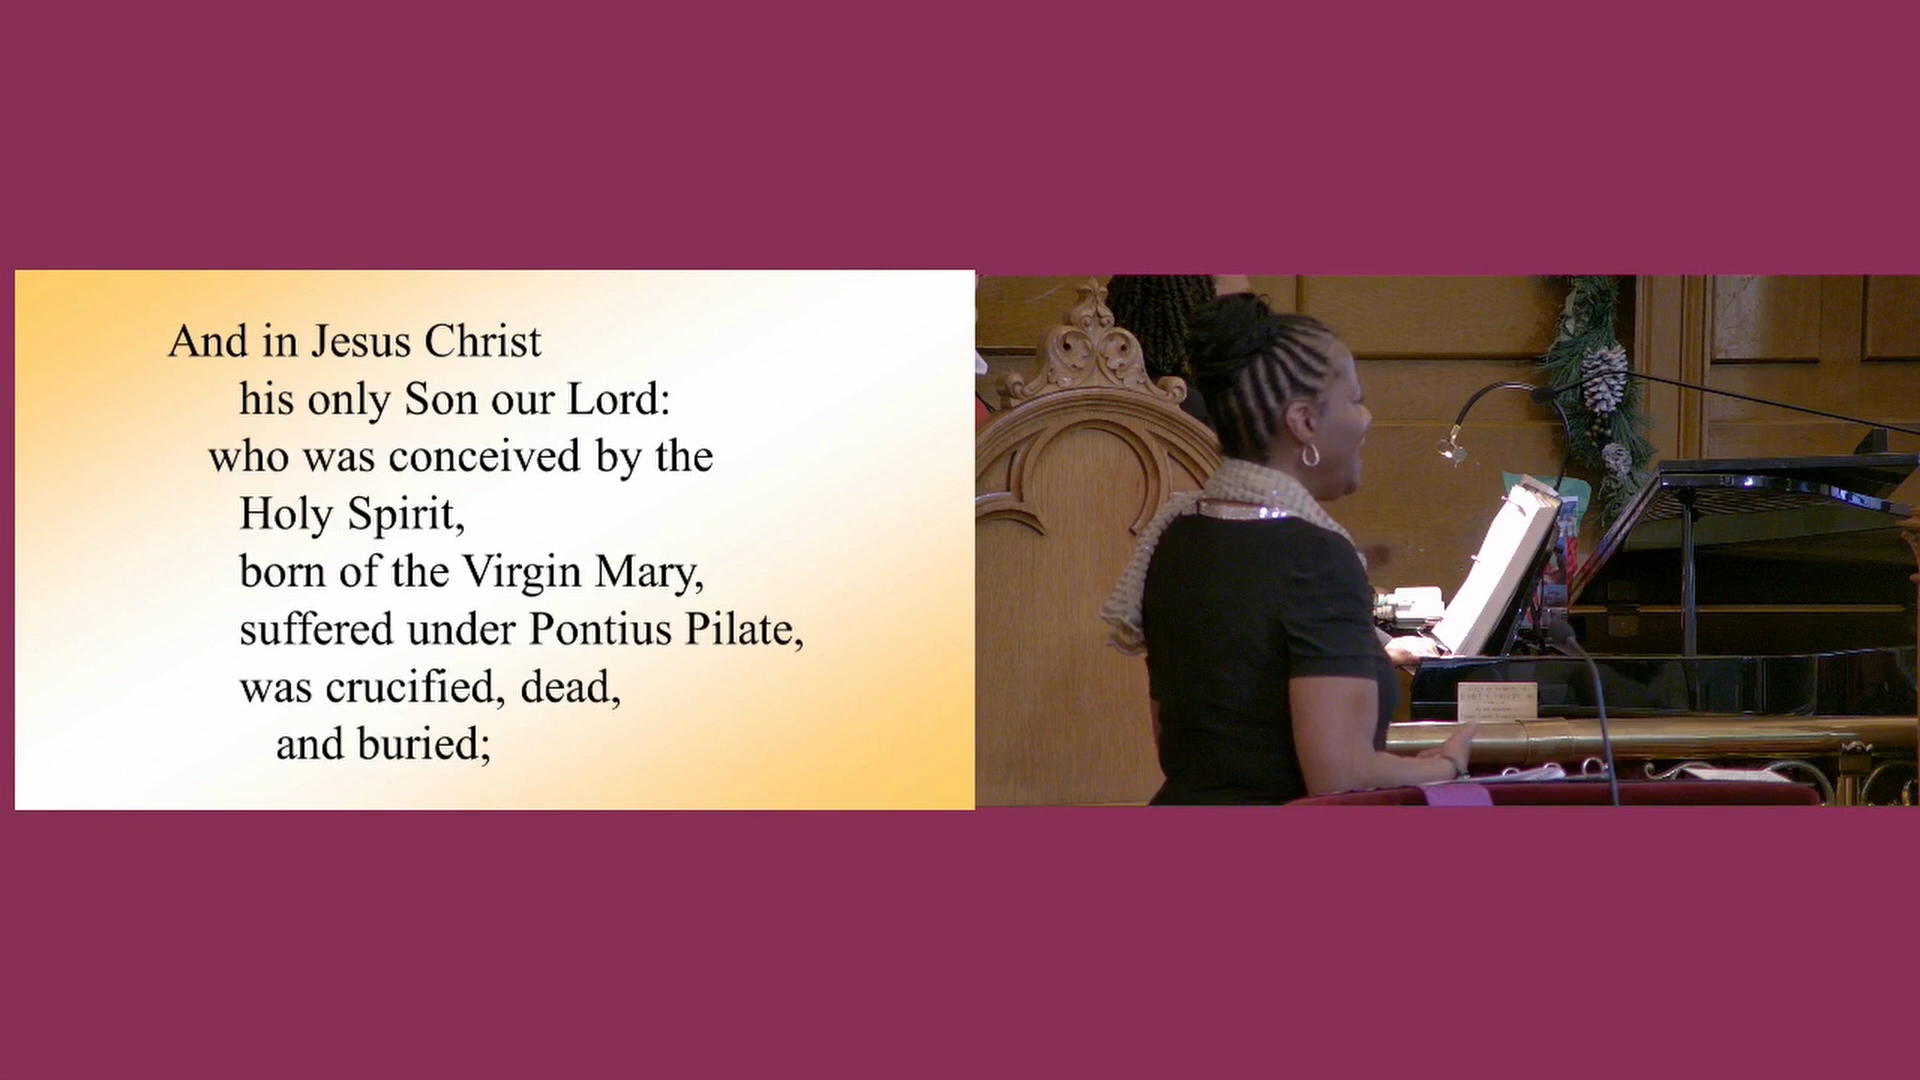 And in Jesus Christ
his only Son our Lord:
who was conceived by the
Holy Spirit,
born of the Virgin Mary,
suffered under Pontius Pilate,
was crucified, dead,
and buried;